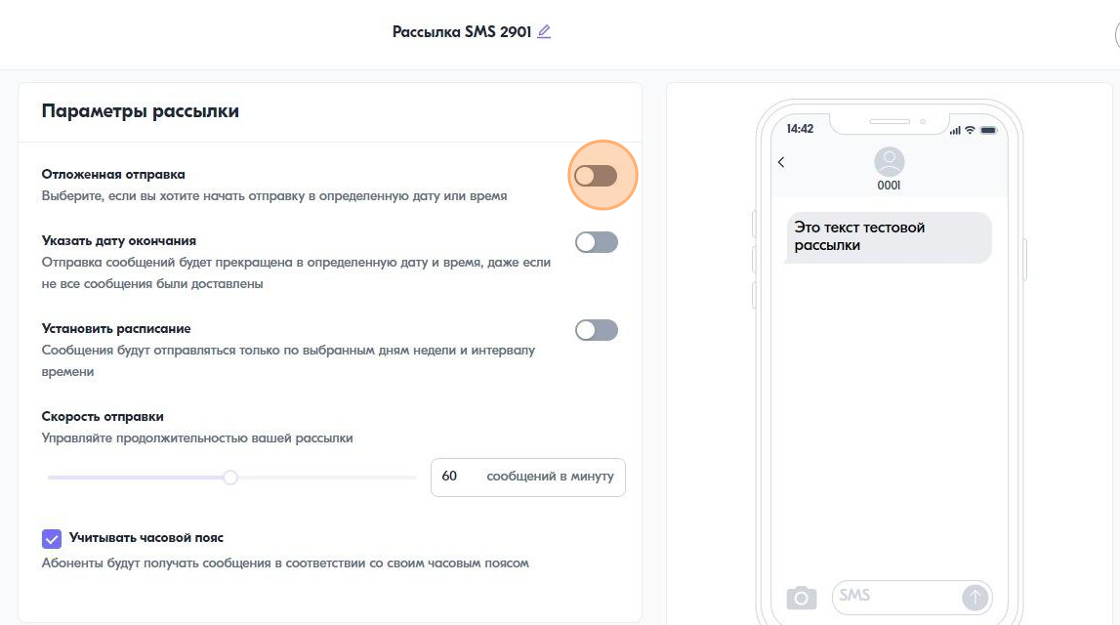 Рассылка SMS 2901
Параметры рассылки
Отложенная отправка
Выберите, если вы хотите начать отправку в определенную дату или время
Указать дату окончания
Отправка сообщений будет прекращена в определенную дату и время, даже если
не все сообщения были доставлены
Установить расписание
Сообщения будут отправляться только по выбранным дням недели и интервалу
времени
Скорость отправки
Управляйте продолжительностью вашей рассылки
60 сообщений в минуту
Учитывать часовой пояс
Абоненты будут получать сообщения в соответствии со своим часовым поясом
14:42
0001
Это текст тестовой
рассылки
SMS